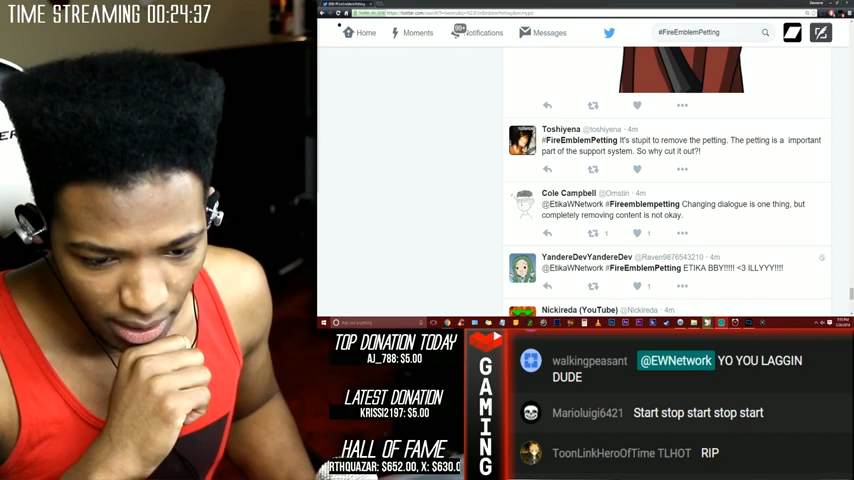 TIME STREAMING 00:24:37
Home
Moments
99+
Notifications
Messages
#FireEmblemPetting
Toshiyena @toshiyena · 4m
#FireEmblemPetting It's stupit to remove the petting. The petting is a important
part of the support system. So why cut it out?!
Cole Campbell @Omstin · 4m
@EtikaWNetwork #Fireemblempetting Changing dialogue is one thing, but
completely removing content is not okay.
1
1
YandereDevYandereDev @Raven9876543210 · 4m
@EtikaWNetwork #FireEmblemPetting ETIKA BBY!!!!! <3 ILLYYY!!!!
1
Nickireda (YouTube) @Nickireda · 4m
TOP DONATION TODAY
AJ_788: $5.00
LATEST DONATION
KRISSI2197: $5.00
HALL OF FAME
RTHQUAZAR: $652.00, X: $630.0
GAMING
walkingpeasant @EWNetwork YO YOU LAGGIN
DUDE
Marioluigi6421 Start stop start stop start
ToonLinkHeroOfTime TLHOT RIP